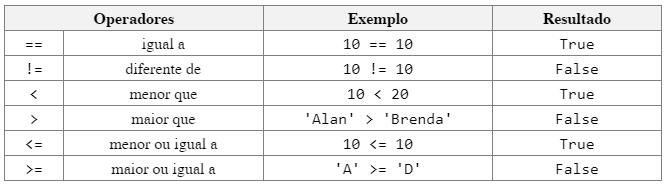 Operadores Exemplo Resultado
== igual a 10 == 10 True
!= diferente de 10 != 10 False
< menor que 10 < 20 True
> maior que 'Alan' > 'Brenda' False
<= menor ou igual a 10 <= 10 True
>= maior ou igual a 'A' >= 'D' False